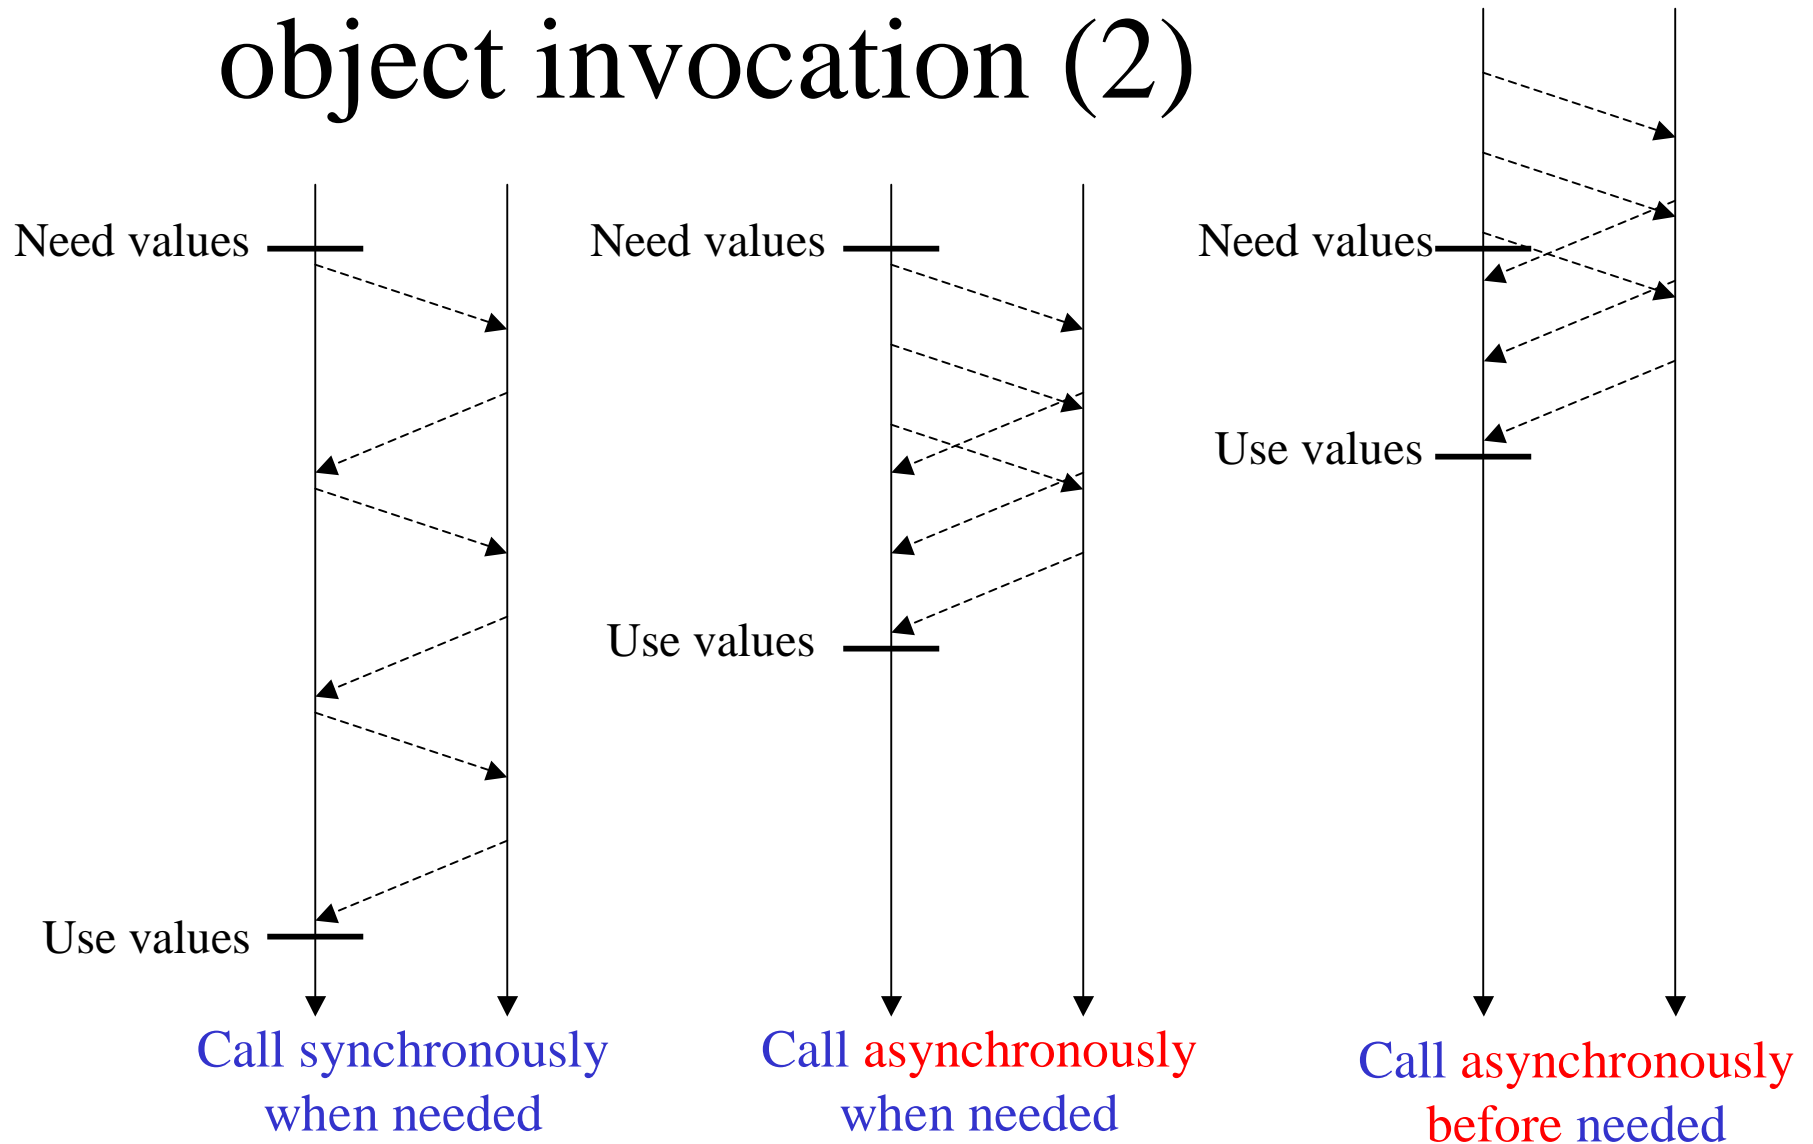 object invocation (2)
Need values
Use values
Call synchronously
when needed
Need values
Use values
Call asynchronously
when needed
Need values
Use values
Call asynchronously
before needed